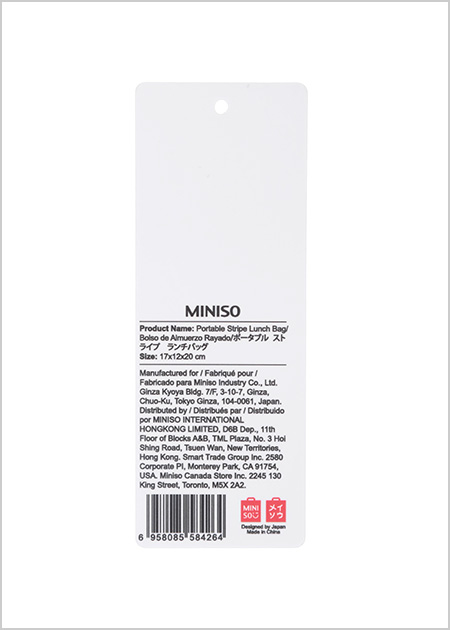 MINISO
Product Name: Portable Stripe Lunch Bag/
Bolso de Almuerzo Rayado/ポータブル スト
ライプ ランチバッグ
Size: 17x12x20 cm
Manufactured for / Fabriqué pour /
Fabricado para Miniso Industry Co., Ltd.
Ginza Kyoya Bldg. 7/F, 3-10-7, Ginza,
Chuo-Ku, Tokyo Ginza, 104-0061, Japan.
Distributed by / Distribués par / Distribuido
por MINISO INTERNATIONAL
HONGKONG LIMITED, D6B Dep., 11th
Floor of Blocks A&B, TML Plaza, No. 3 Hoi
Shing Road, Tsuen Wan, New Territories,
Hong Kong. Smart Trade Group Inc. 2580
Corporate Pl, Monterey Park, CA 91754,
USA. Miniso Canada Store Inc. 2245 130
King Street, Toronto, M5X 2A2.
MINI
SO
メイ
ソウ
Designed by Japan
Made in China
6 958085 584264